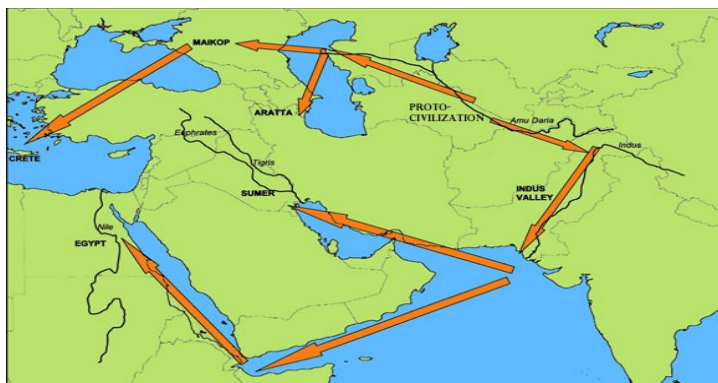 MAIKOP
ARATTA
PROTO-
CIVILIZATION
Amu Daria
Euphrates
Indus
CRETE
Tigris
SUMER
INDUS
VALLEY
Nile
EGYPT